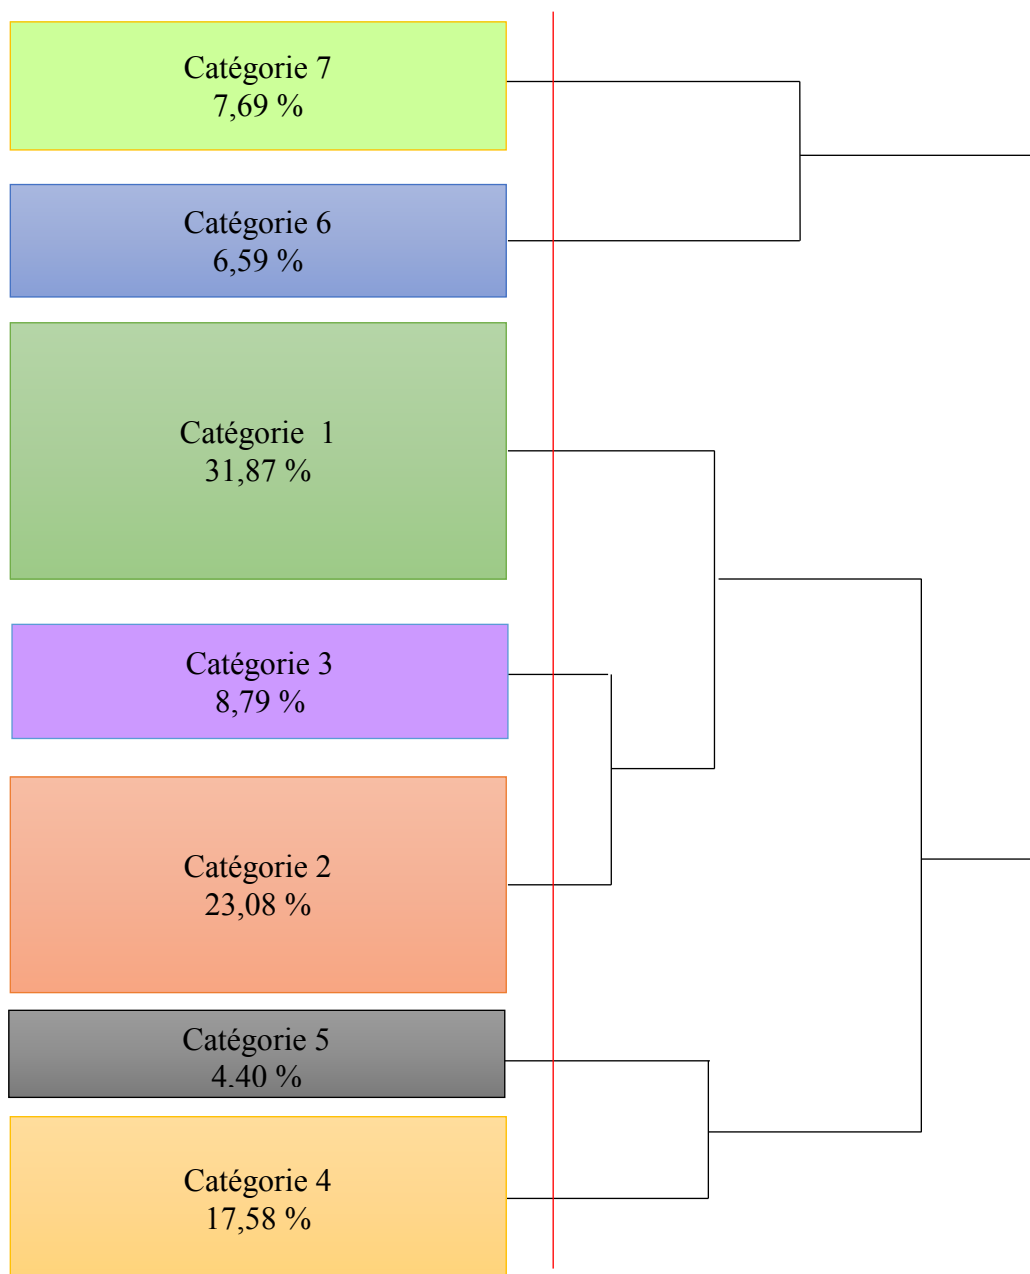 Catégorie 7
7,69 %
Catégorie 6
6,59 %
Catégorie 1
31,87 %
Catégorie 3
8,79 %
Catégorie 2
23,08 %
Catégorie 5
4,40 %
Catégorie 4
17,58 %